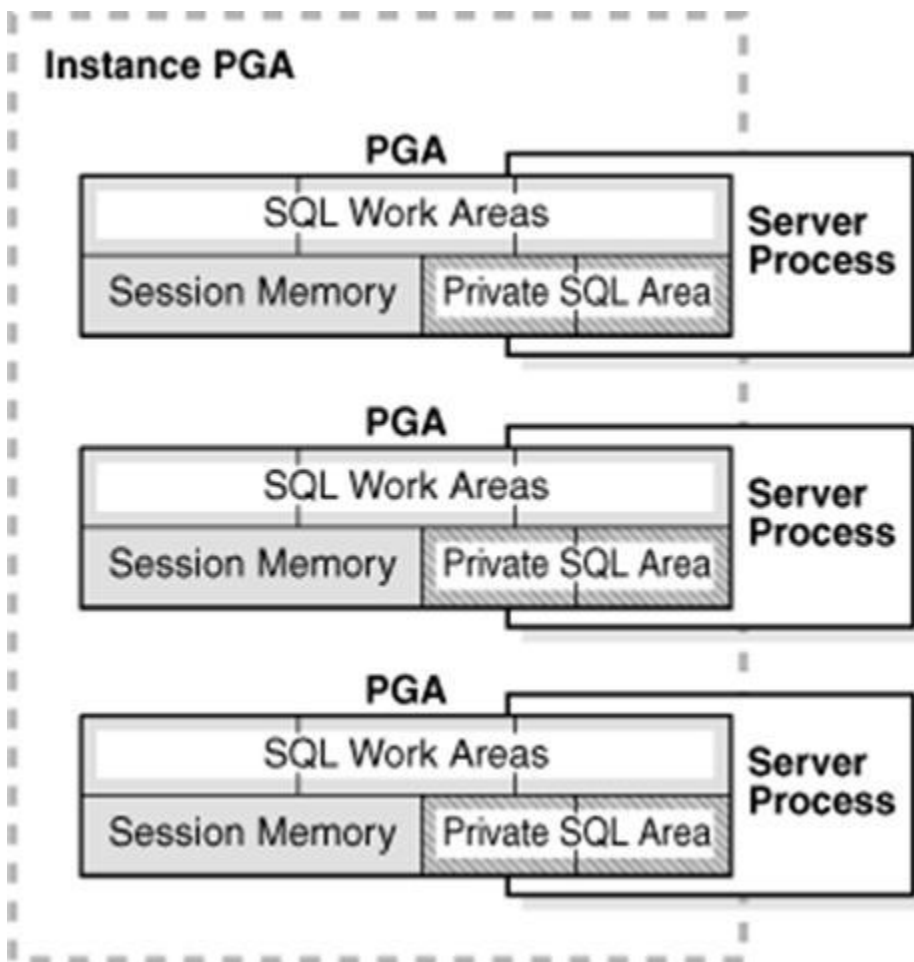 Instance PGA
PGA
SQL Work Areas
Server
Process
Session Memory
Private SQL Area
PGA
SQL Work Areas
Server
Process
Session Memory
Private SQL Area
PGA
SQL Work Areas
Server
Process
Session Memory
Private SQL Area